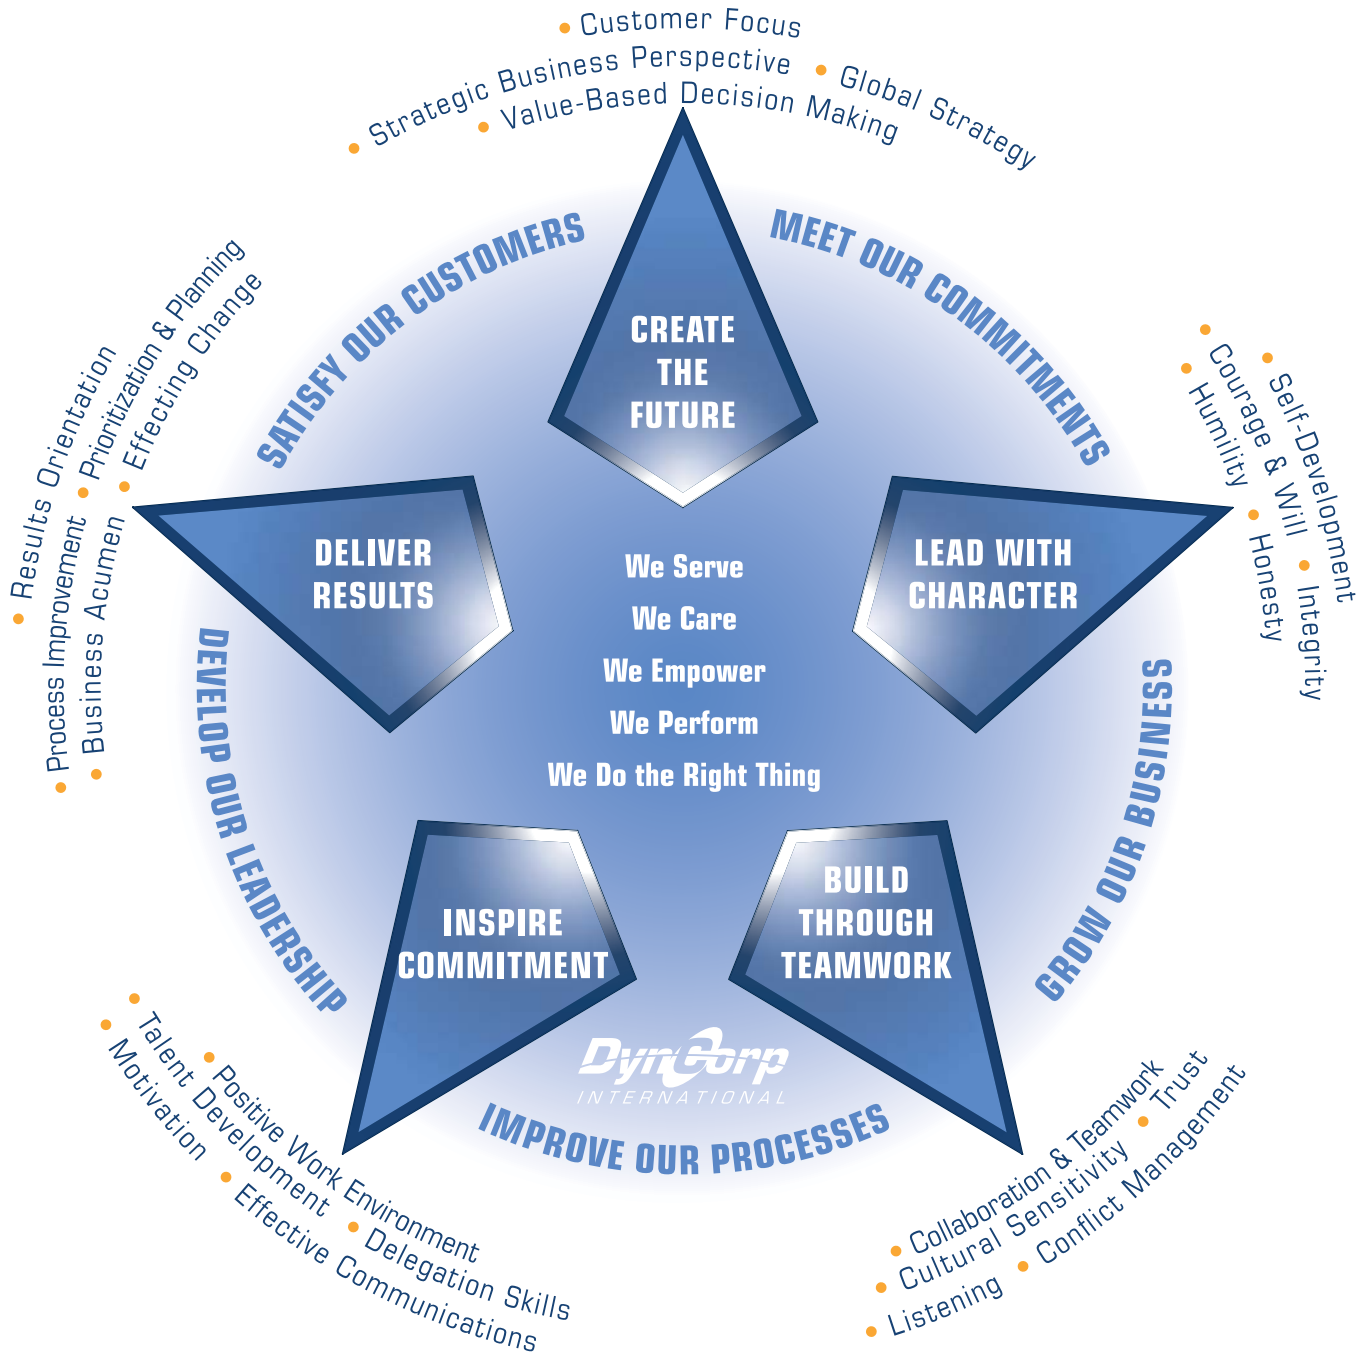 • Customer Focus
• Strategic Business Perspective
• Global Strategy
• Value-Based Decision Making
SATISFY OUR CUSTOMERS
MEET OUR COMMITMENTS
CREATE
THE
FUTURE
• Results Orientation
• Prioritization & Planning
• Effecting Change
• Process Improvement
• Business Acumen
DELIVER
RESULTS
• Self-Development
• Courage & Will
• Humility
• Integrity
• Honesty
LEAD WITH
CHARACTER
We Serve
We Care
We Empower
We Perform
We Do the Right Thing
DEVELOP OUR LEADERSHIP
GROW OUR BUSINESS
INSPIRE
COMMITMENT
BUILD
THROUGH
TEAMWORK
DynCorp
INTERNATIONAL
IMPROVE OUR PROCESSES
• Positive Work Environment
• Talent Development
• Delegation Skills
• Motivation
• Effective Communications
• Collaboration & Teamwork
• Cultural Sensitivity
• Trust
• Listening
• Conflict Management